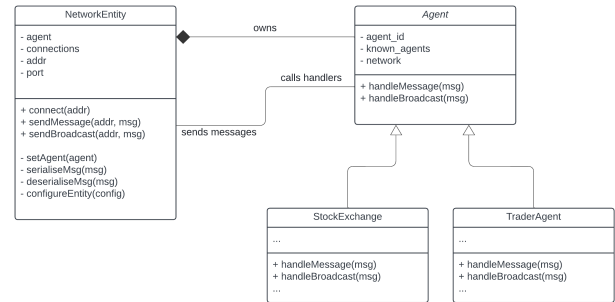 NetworkEntity
- agent
- connections
- addr
- port
+ connect(addr)
+ sendMessage(addr, msg)
+ sendBroadcast(addr, msg)
- setAgent(agent)
- serialiseMsg(msg)
- deserialiseMsg(msg)
- configureEntity(config)
owns
calls handlers
sends messages
Agent
- agent_id
- known_agents
- network
+ handleMessage(msg)
+ handleBroadcast(msg)
StockExchange
...
+ handleMessage(msg)
+ handleBroadcast(msg)
...
TraderAgent
...
+ handleMessage(msg)
+ handleBroadcast(msg)
...